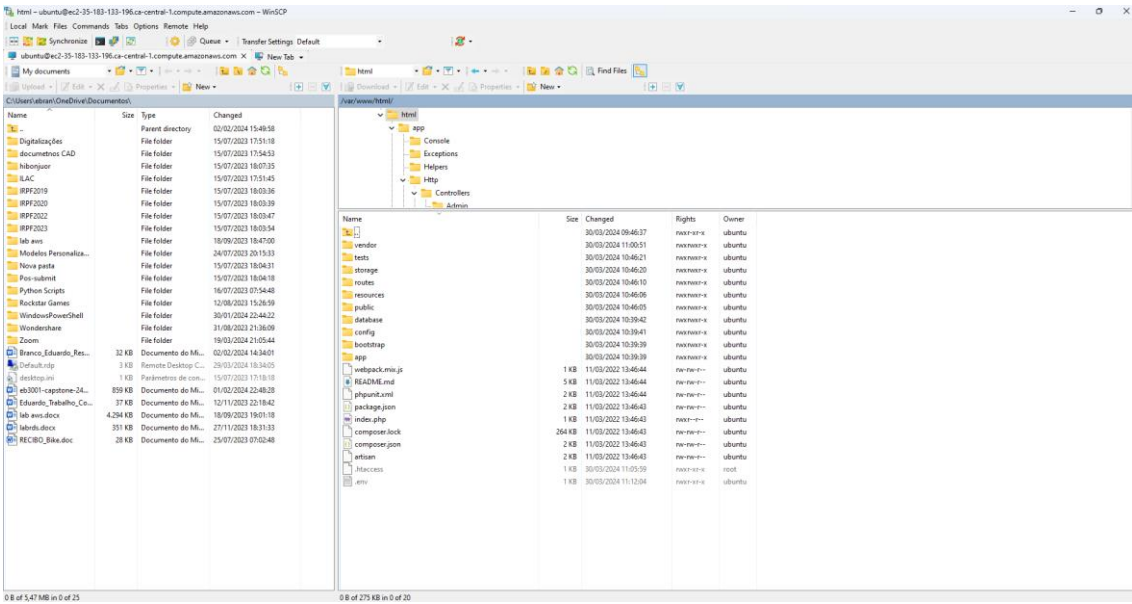 html – ubuntu@ec2-35-183-133-196.ca-central-1.compute.amazonaws.com – WinSCP
Local Mark Files Commands Tabs Options Remote Help
Synchronize Queue Transfer Settings Default
ubuntu@ec2-35-183-133-196.ca-central-1.compute.amazonaws.com × New Tab
My documents
Upload Edit Properties New
C:\Users\ebran\OneDrive\Documentos\
Name Size Type Changed
.. Parent directory 02/02/2024 15:49:58
Digitalizações File folder 15/07/2023 17:51:18
documetnos CAD File folder 15/07/2023 17:54:53
hibonjuor File folder 15/07/2023 18:07:35
ILAC File folder 15/07/2023 17:51:45
IRPF2019 File folder 15/07/2023 18:03:36
IRPF2020 File folder 15/07/2023 18:03:39
IRPF2022 File folder 15/07/2023 18:03:47
IRPF2023 File folder 15/07/2023 18:03:54
lab aws File folder 18/09/2023 18:47:00
Modelos Personaliza... File folder 24/07/2023 20:15:33
Nova pasta File folder 15/07/2023 18:04:31
Pos-submit File folder 15/07/2023 18:04:18
Python Scripts File folder 16/07/2023 07:54:48
Rockstar Games File folder 12/08/2023 15:26:59
WindowsPowerShell File folder 30/01/2024 22:44:22
Wondershare File folder 31/08/2023 21:36:09
Zoom File folder 19/03/2024 21:05:44
Branco_Eduardo_Res... 32 KB Documento do Mi... 02/02/2024 14:34:01
Default.rdp 3 KB Remote Desktop C... 29/03/2024 18:34:05
desktop.ini 1 KB Parâmetros de con... 15/07/2023 17:18:18
eb3001-capstone-24... 859 KB Documento do Mi... 01/02/2024 22:48:28
Eduardo_Trabalho_Co... 37 KB Documento do Mi... 12/11/2023 22:18:42
lab aws.docx 4.294 KB Documento do Mi... 18/09/2023 19:01:18
labrds.docx 351 KB Documento do Mi... 27/11/2023 18:31:33
RECIBO_Bike.doc 28 KB Documento do Mi... 25/07/2023 07:02:48
0 B of 5,47 MB in 0 of 25
html Find Files
Download Edit Properties New
/var/www/html/
html
app
Console
Exceptions
Helpers
Http
Controllers
Admin
Name Size Changed Rights Owner
.. 30/03/2024 09:46:37 rwxr-xr-x ubuntu
vendor 30/03/2024 11:00:51 rwxrwxr-x ubuntu
tests 30/03/2024 10:46:21 rwxrwxr-x ubuntu
storage 30/03/2024 10:46:20 rwxrwxr-x ubuntu
routes 30/03/2024 10:46:10 rwxrwxr-x ubuntu
resources 30/03/2024 10:46:06 rwxrwxr-x ubuntu
public 30/03/2024 10:46:05 rwxrwxr-x ubuntu
database 30/03/2024 10:39:42 rwxrwxr-x ubuntu
config 30/03/2024 10:39:41 rwxrwxr-x ubuntu
bootstrap 30/03/2024 10:39:39 rwxrwxr-x ubuntu
app 30/03/2024 10:39:39 rwxrwxr-x ubuntu
webpack.mix.js 1 KB 11/03/2022 13:46:44 rw-rw-r-- ubuntu
README.md 5 KB 11/03/2022 13:46:44 rw-rw-r-- ubuntu
phpunit.xml 2 KB 11/03/2022 13:46:44 rw-rw-r-- ubuntu
package.json 2 KB 11/03/2022 13:46:43 rw-rw-r-- ubuntu
index.php 1 KB 11/03/2022 13:46:43 rwxr--r-- ubuntu
composer.lock 264 KB 11/03/2022 13:46:43 rw-rw-r-- ubuntu
composer.json 2 KB 11/03/2022 13:46:43 rw-rw-r-- ubuntu
artisan 2 KB 11/03/2022 13:46:43 rw-rw-r-- ubuntu
.htaccess 1 KB 30/03/2024 11:05:59 rwxr-xr-x root
.env 1 KB 30/03/2024 11:12:04 rwxr-xr-x ubuntu
0 B of 275 KB in 0 of 20